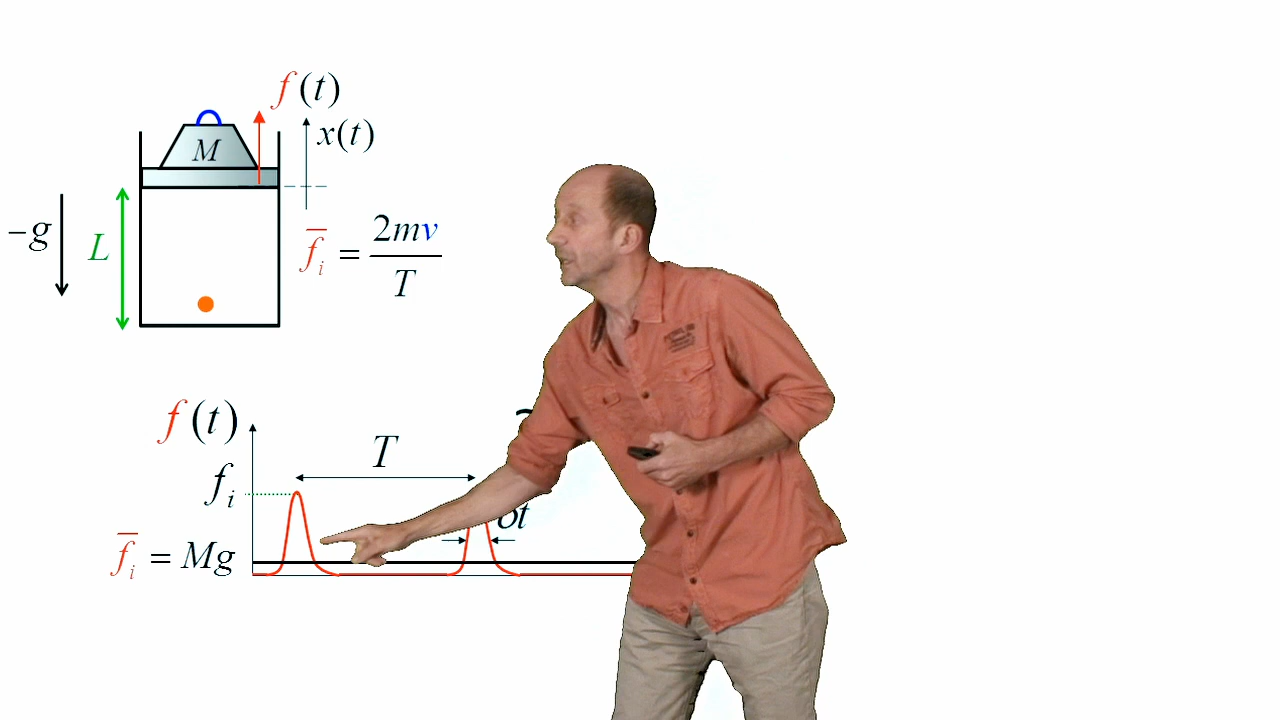 f (t)
M
x(t)
−g
L
f̅ᵢ = 2mv / T
f (t)
T
fᵢ
δt
f̅ᵢ = Mg